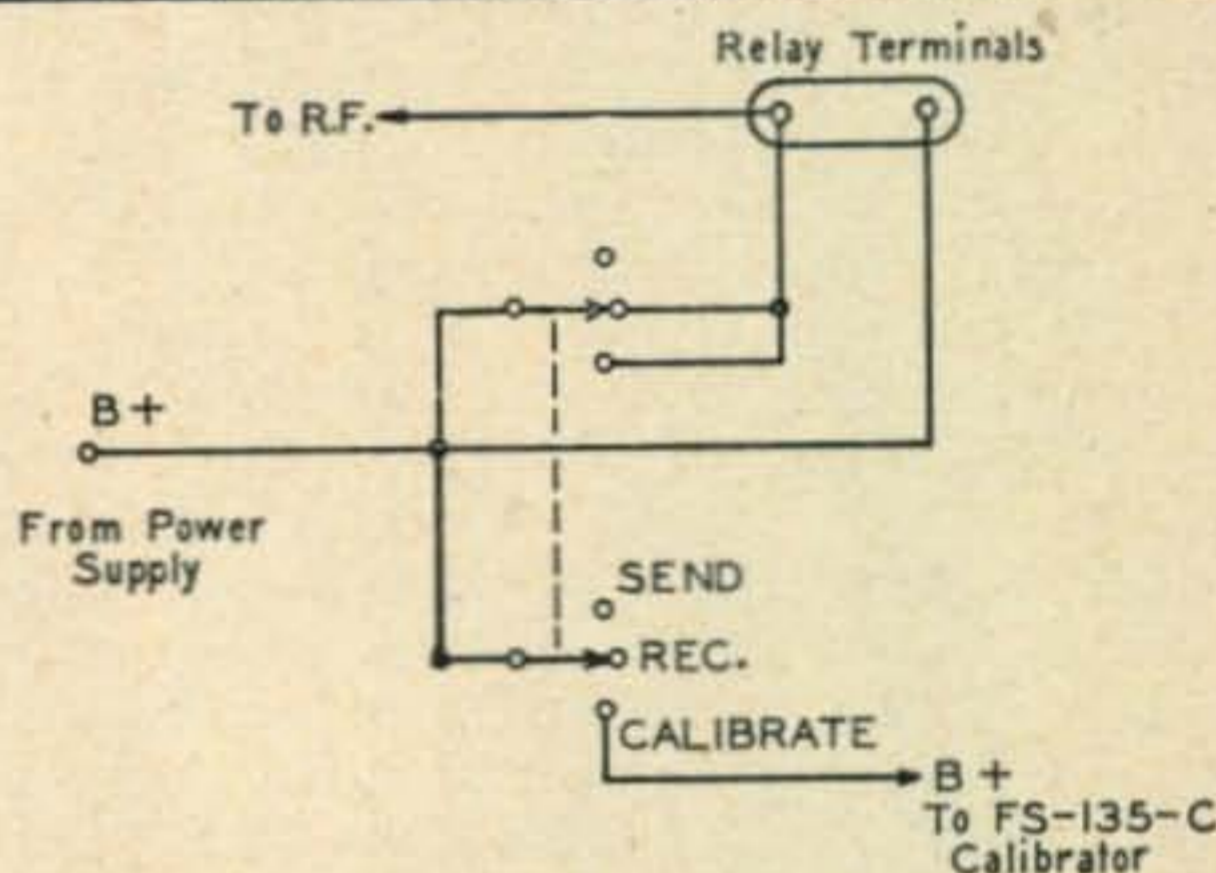 Relay Terminals
To R.F.
B+
From Power
Supply
SEND
REC.
CALIBRATE
B+
To FS-135-C
Calibrator